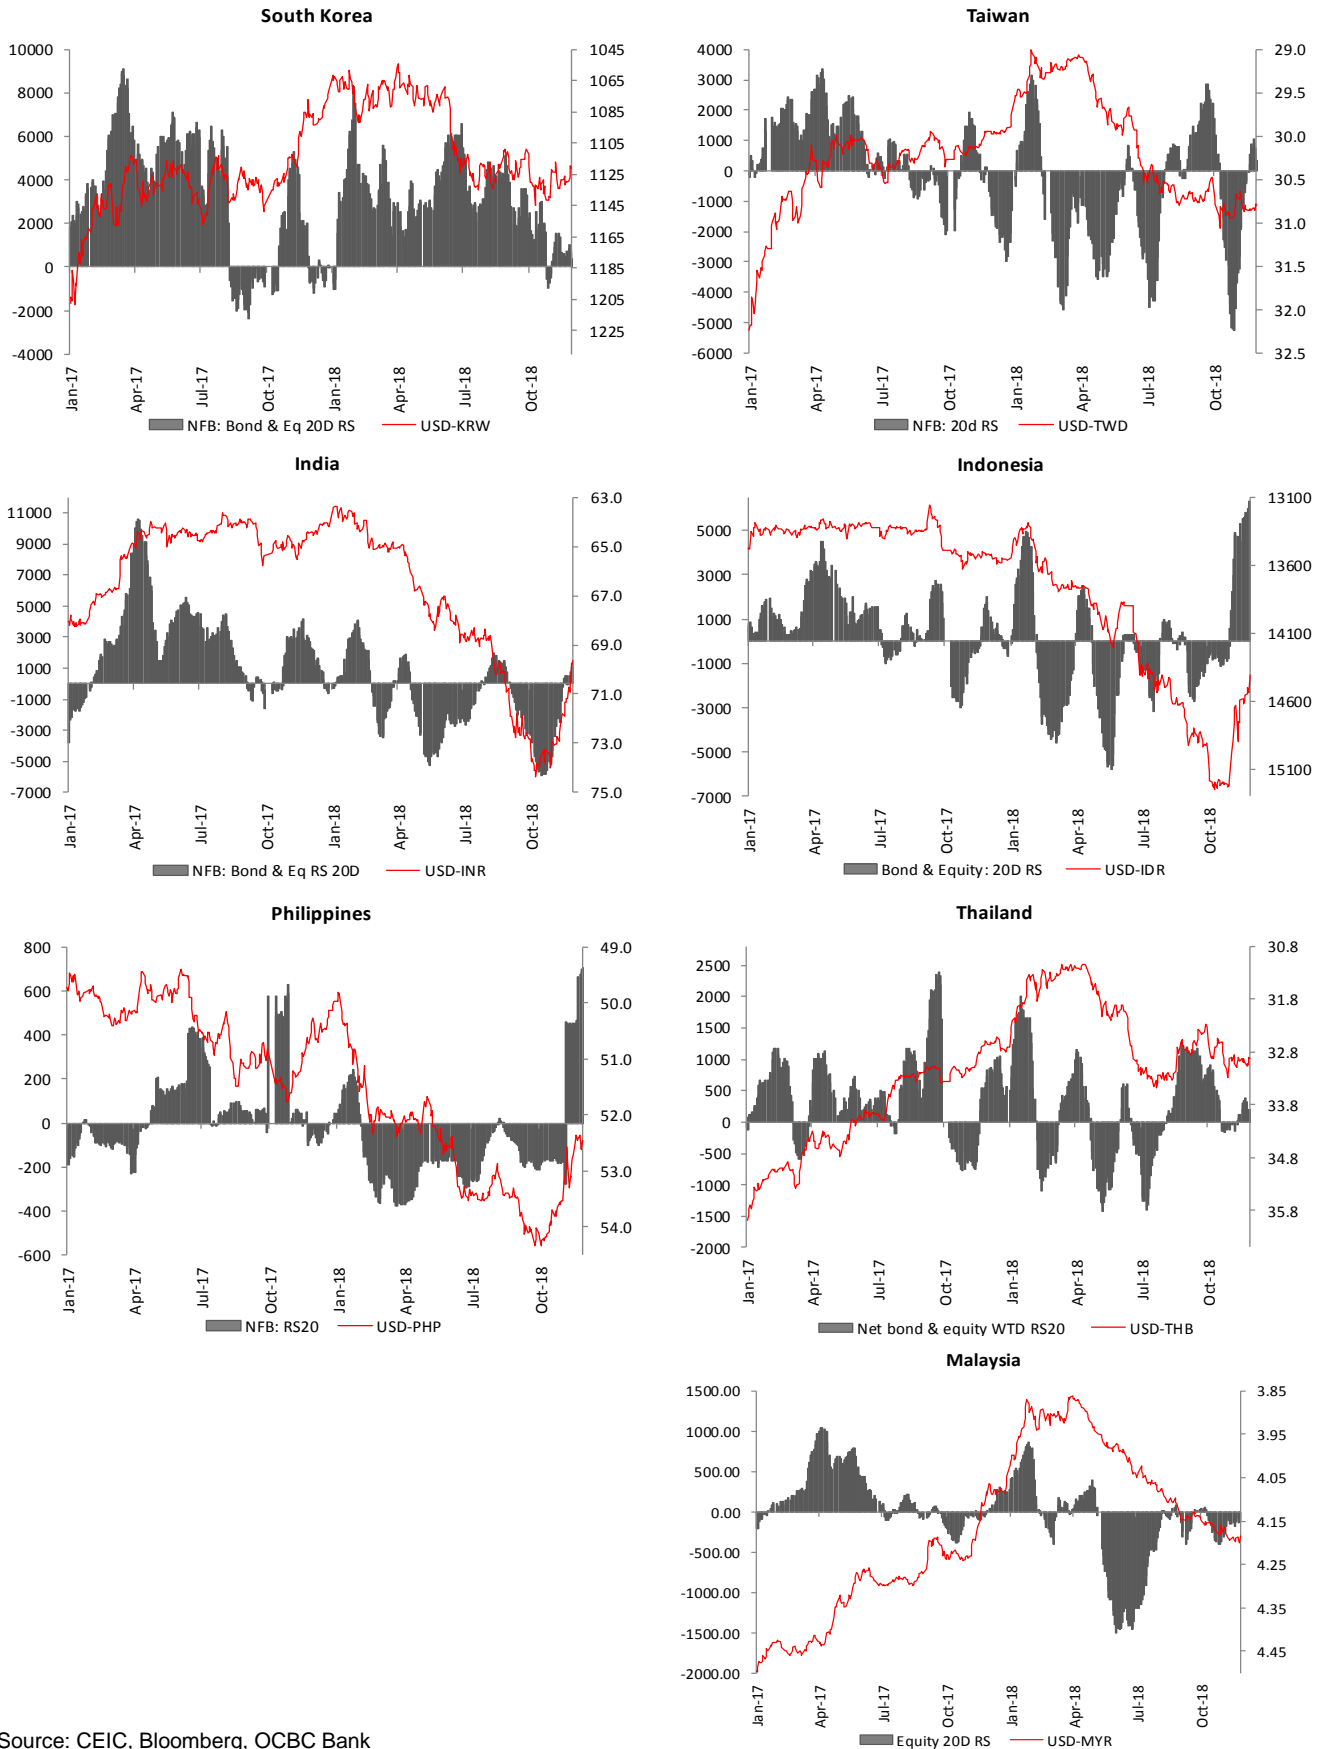 South Korea
10000
8000
6000
4000
2000
0
-2000
-4000
1045
1065
1085
1105
1125
1145
1165
1185
1205
1225
Jan-17
Apr-17
Jul-17
Oct-17
Jan-18
Apr-18
Jul-18
Oct-18
NFB: Bond & Eq 20D RS USD-KRW
Taiwan
4000
3000
2000
1000
0
-1000
-2000
-3000
-4000
-5000
-6000
29.0
29.5
30.0
30.5
31.0
31.5
32.0
32.5
Jan-17
Apr-17
Jul-17
Oct-17
Jan-18
Apr-18
Jul-18
Oct-18
NFB: 20d RS USD-TWD
India
11000
9000
7000
5000
3000
1000
-1000
-3000
-5000
-7000
63.0
65.0
67.0
69.0
71.0
73.0
75.0
Jan-17
Apr-17
Jul-17
Oct-17
Jan-18
Apr-18
Jul-18
Oct-18
NFB: Bond & Eq RS 20D USD-INR
Indonesia
5000
3000
1000
-1000
-3000
-5000
-7000
13100
13600
14100
14600
15100
Jan-17
Apr-17
Jul-17
Oct-17
Jan-18
Apr-18
Jul-18
Oct-18
Bond & Equity: 20D RS USD-IDR
Philippines
800
600
400
200
0
-200
-400
-600
49.0
50.0
51.0
52.0
53.0
54.0
Jan-17
Apr-17
Jul-17
Oct-17
Jan-18
Apr-18
Jul-18
Oct-18
NFB: RS20 USD-PHP
Thailand
2500
2000
1500
1000
500
0
-500
-1000
-1500
-2000
30.8
31.8
32.8
33.8
34.8
35.8
Jan-17
Apr-17
Jul-17
Oct-17
Jan-18
Apr-18
Jul-18
Oct-18
Net bond & equity WTD RS20 USD-THB
Malaysia
1500.00
1000.00
500.00
0.00
-500.00
-1000.00
-1500.00
-2000.00
3.85
3.95
4.05
4.15
4.25
4.35
4.45
Jan-17
Apr-17
Jul-17
Oct-17
Jan-18
Apr-18
Jul-18
Oct-18
Equity 20D RS USD-MYR
Source: CEIC, Bloomberg, OCBC Bank